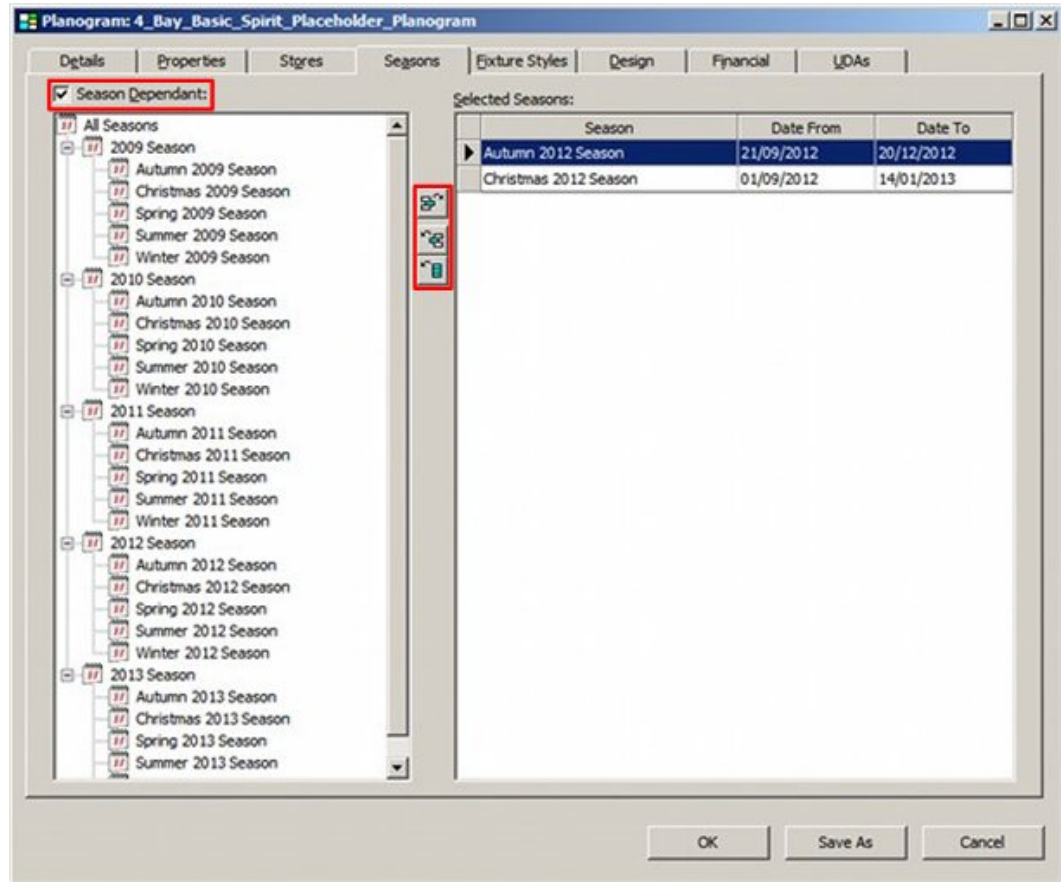 Planogram: 4_Bay_Basic_Spirit_Placeholder_Planogram
Details Properties Stores Seasons Fixture Styles Design Financial UDAs
Season Dependant:
All Seasons
2009 Season
Autumn 2009 Season
Christmas 2009 Season
Spring 2009 Season
Summer 2009 Season
Winter 2009 Season
2010 Season
Autumn 2010 Season
Christmas 2010 Season
Spring 2010 Season
Summer 2010 Season
Winter 2010 Season
2011 Season
Autumn 2011 Season
Christmas 2011 Season
Spring 2011 Season
Summer 2011 Season
Winter 2011 Season
2012 Season
Autumn 2012 Season
Christmas 2012 Season
Spring 2012 Season
Summer 2012 Season
Winter 2012 Season
2013 Season
Autumn 2013 Season
Christmas 2013 Season
Spring 2013 Season
Summer 2013 Season
Selected Seasons:
Season Date From Date To
Autumn 2012 Season 21/09/2012 20/12/2012
Christmas 2012 Season 01/09/2012 14/01/2013
OK Save As Cancel